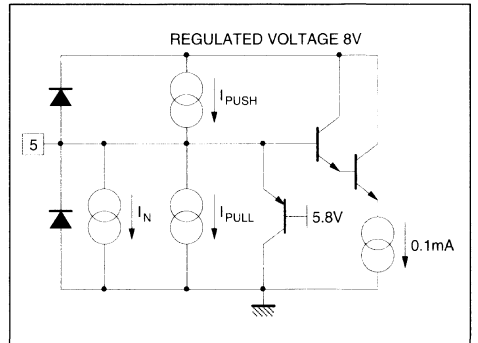 REGULATED VOLTAGE 8V
I PUSH
5
I N
I PULL
5.8V
0.1mA